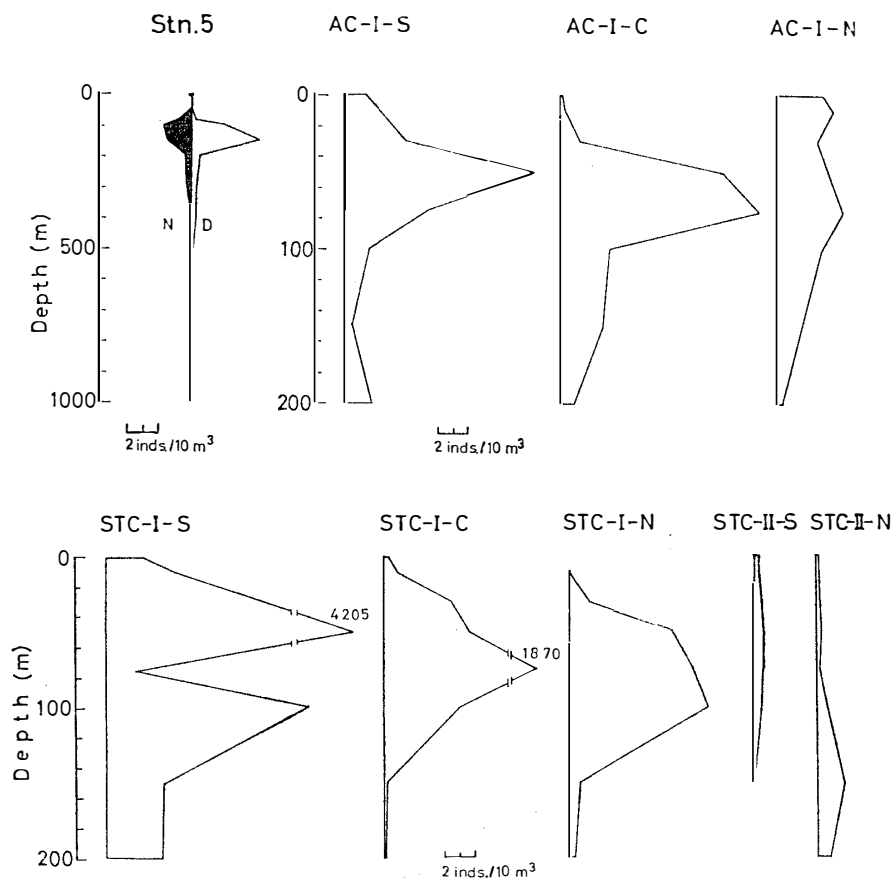 Stn.5 AC-I-S AC-I-C AC-I-N
0 0
500 100
1000 200
Depth (m)
N D
2 inds./10 m³ 2 inds./10 m³
STC-I-S STC-I-C STC-I-N STC-II-S STC-II-N
0
100
200
Depth (m)
4205
1870
2 inds./10 m³